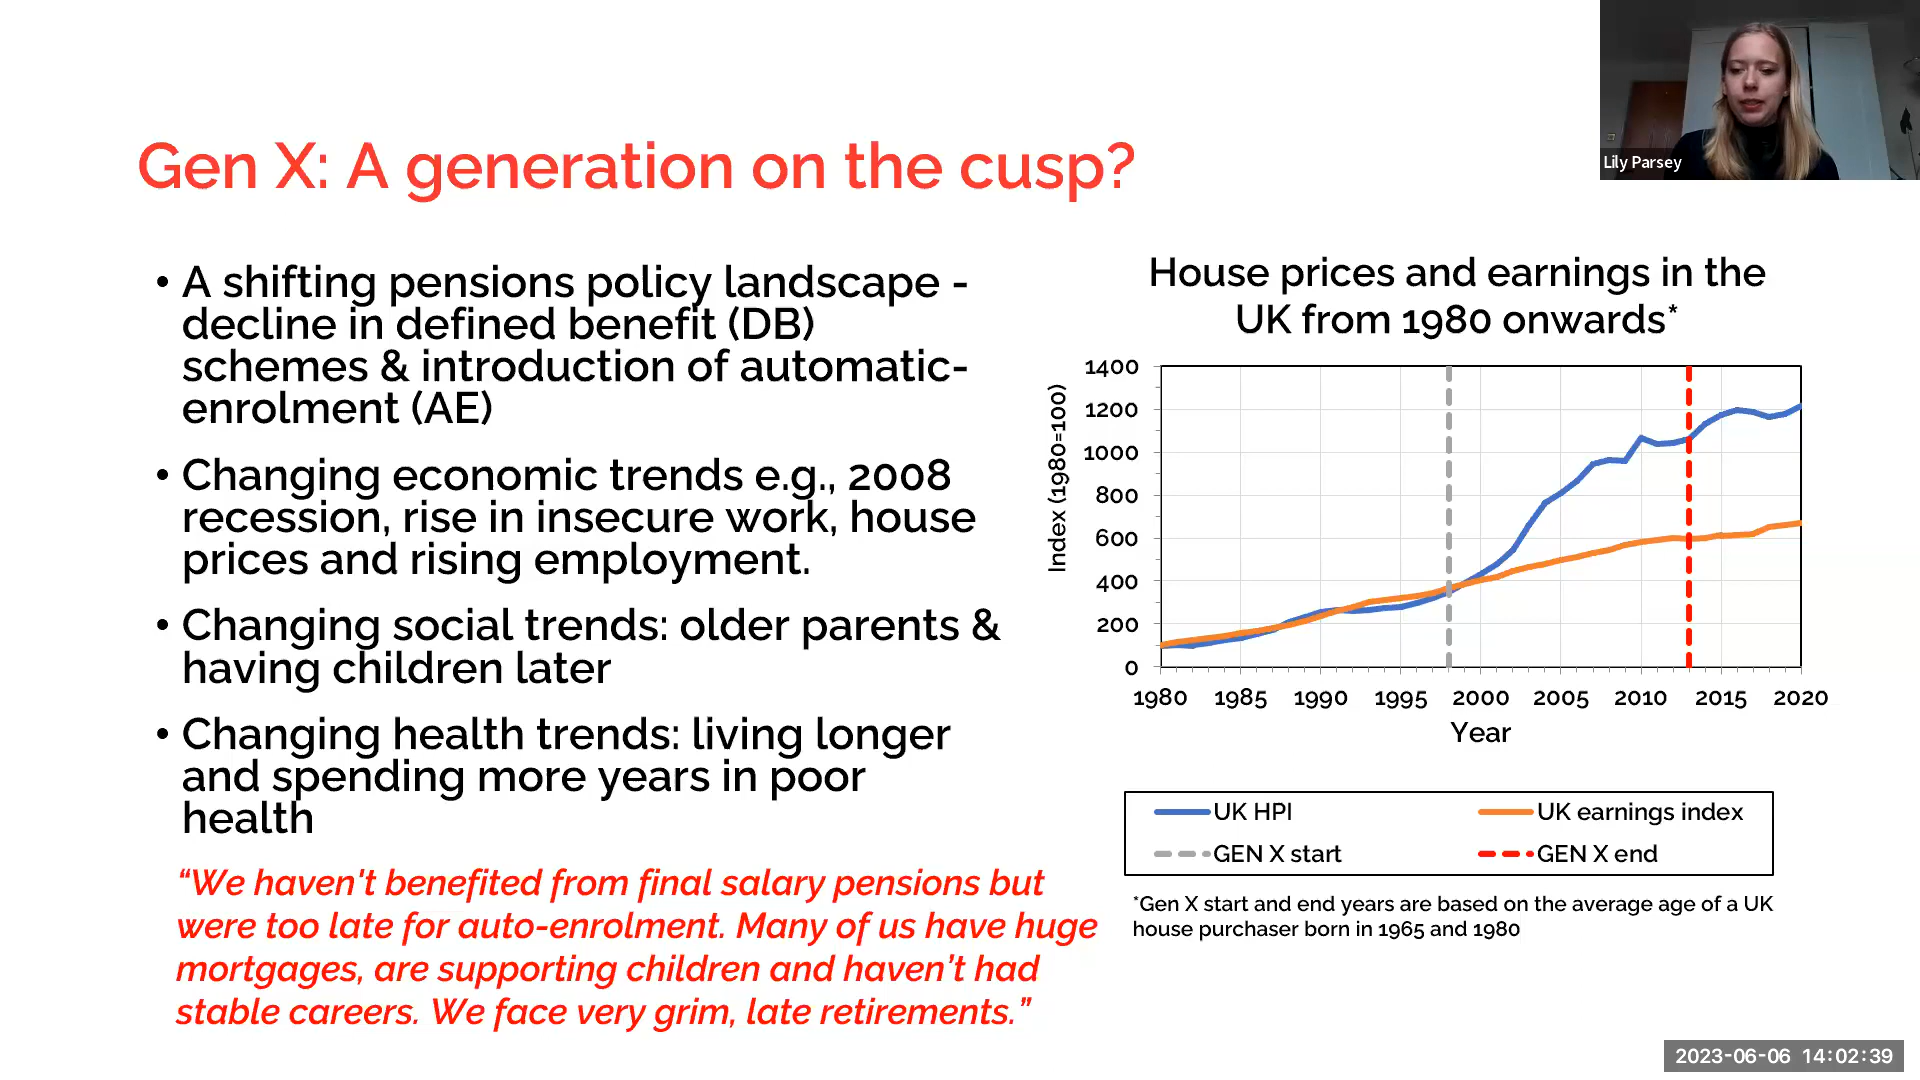 Lily Parsey
Gen X: A generation on the cusp?
• A shifting pensions policy landscape -
decline in defined benefit (DB)
schemes & introduction of automatic-
enrolment (AE)
• Changing economic trends e.g., 2008
recession, rise in insecure work, house
prices and rising employment.
• Changing social trends: older parents &
having children later
• Changing health trends: living longer
and spending more years in poor
health
“We haven't benefited from final salary pensions but
were too late for auto-enrolment. Many of us have huge
mortgages, are supporting children and haven’t had
stable careers. We face very grim, late retirements.”
House prices and earnings in the
UK from 1980 onwards*
Index (1980=100)
1400
1200
1000
800
600
400
200
0
1980 1985 1990 1995 2000 2005 2010 2015 2020
Year
UK HPI
UK earnings index
GEN X start
GEN X end
*Gen X start and end years are based on the average age of a UK
house purchaser born in 1965 and 1980
2023-06-06 14:02:39